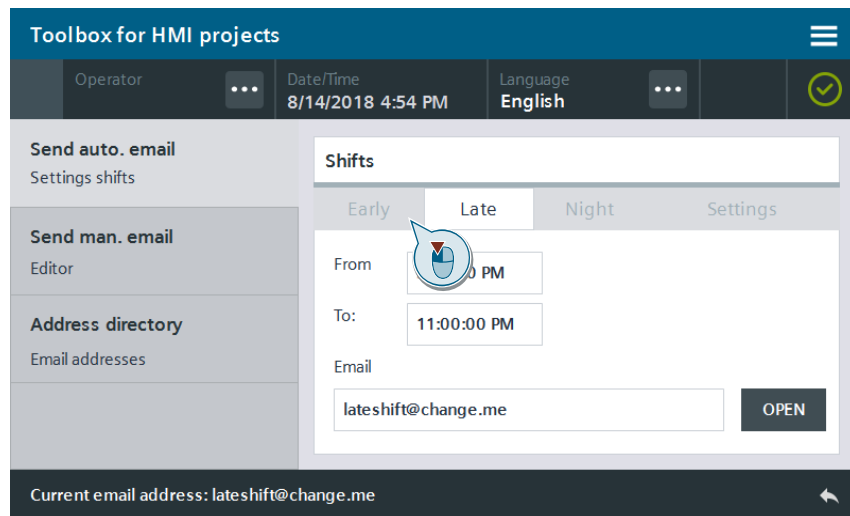 Toolbox for HMI projects
Operator
Date/Time
8/14/2018 4:54 PM
Language
English
Send auto. email
Settings shifts
Send man. email
Editor
Address directory
Email addresses
Shifts
Early Late Night Settings
From
PM
To:
11:00:00 PM
Email
lateshift@change.me
OPEN
Current email address: lateshift@change.me